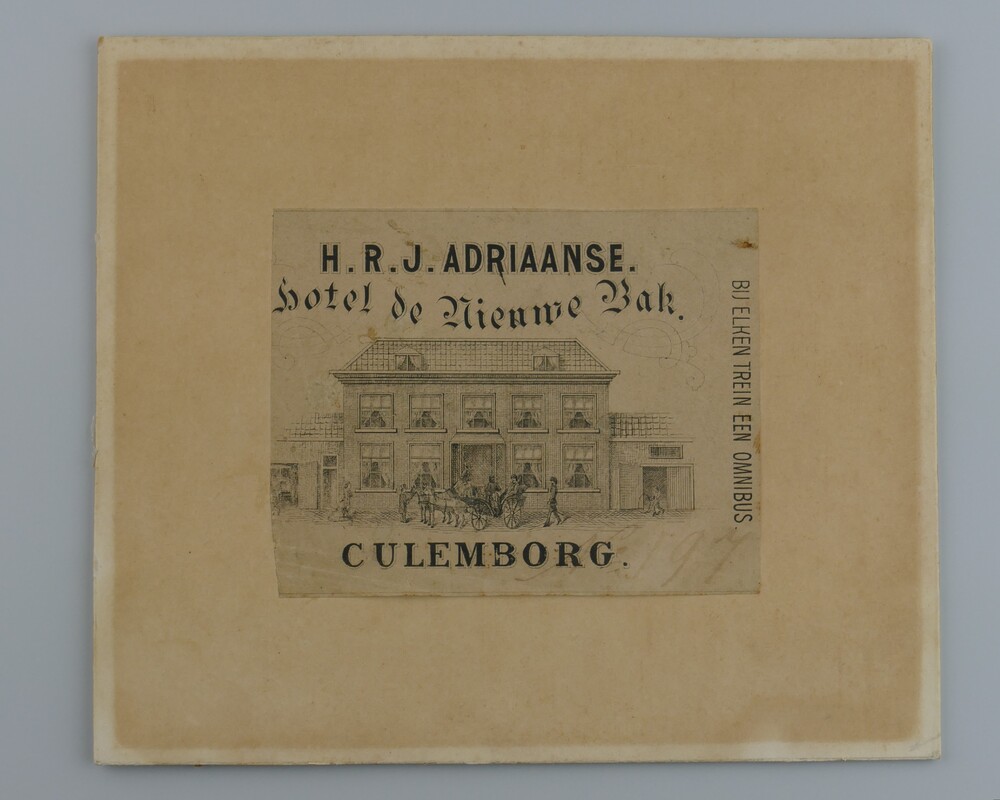 H. R. J. ADRIAANSE.
Hotel de Nieuwe Bak.
CULEMBORG.
BIJ ELKEN TREIN EEN OMNIBUS.